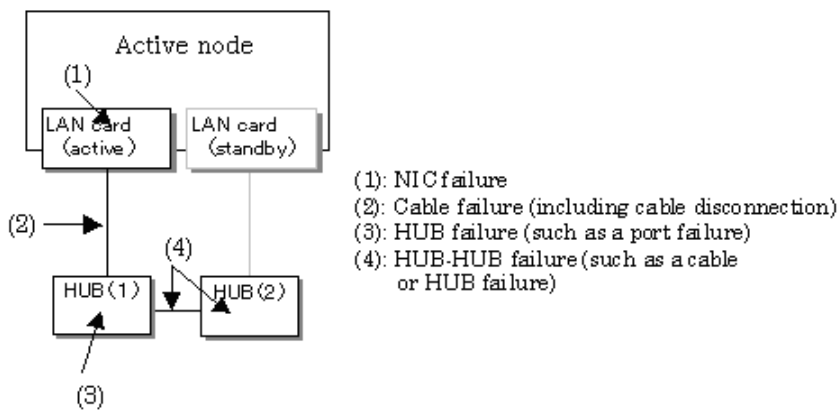 Active node
(1)
LAN card
(active)
LAN card
(standby)
(2)
(4)
HUB(1)
HUB(2)
(3)
(1): NIC failure
(2): Cable failure (including cable disconnection)
(3): HUB failure (such as a port failure)
(4): HUB-HUB failure (such as a cable
or HUB failure)